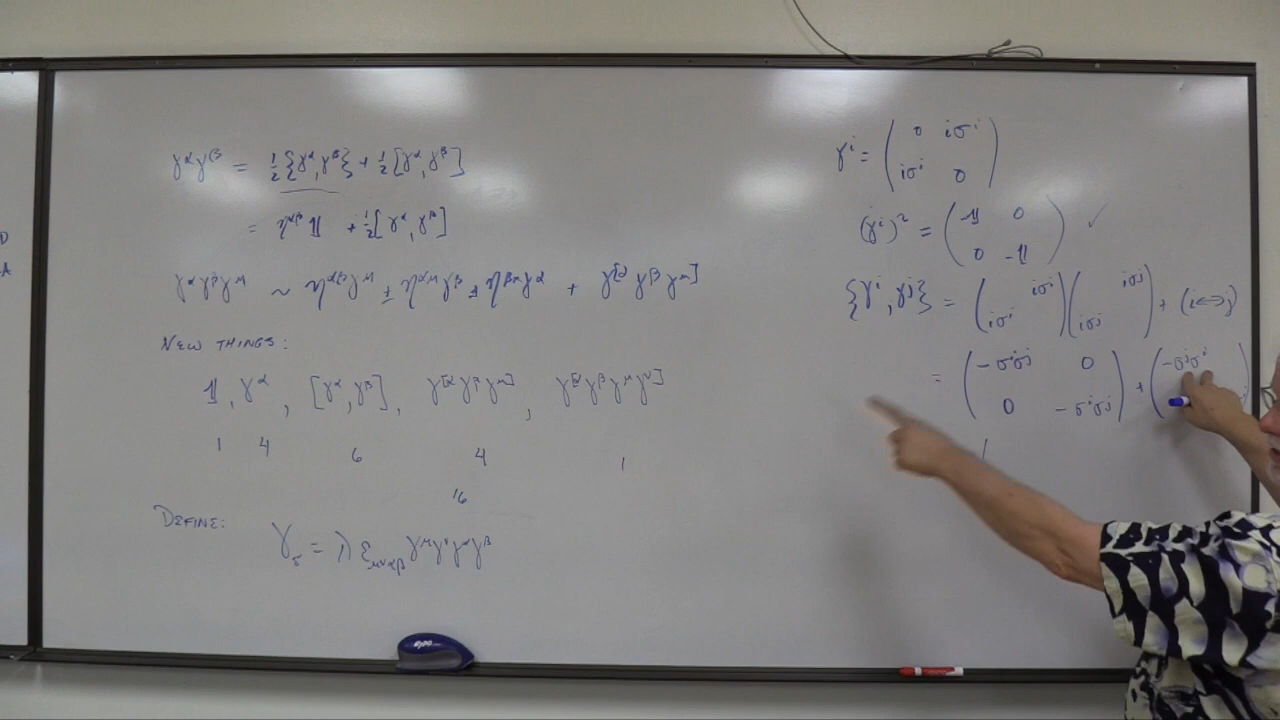 γ^α γ^β = ½{γ^α, γ^β} + ½[γ^α, γ^β]
= η^{αβ} 𝟙 + ½[γ^α, γ^β]
γ^α γ^β γ^μ ~ η^{αβ} γ^μ ∓ η^{αμ} γ^β ∓ η^{βμ} γ^α + γ^{[α} γ^β γ^{μ]}
NEW THINGS:
𝟙, γ^α, [γ^α, γ^β], γ^{[α} γ^β γ^{μ]}, γ^{[α} γ^β γ^μ γ^{ν]}
1 4 6 4 1
16
DEFINE: γ_5 = λ ε_{μναβ} γ^μ γ^ν γ^α γ^β
γ^i = ( 0 iσ^i ; iσ^i 0 )
(γ^i)² = ( -𝟙 0 ; 0 -𝟙 ) ✓
{γ^i, γ^j} = ( iσ^i ; iσ^i )( iσ^j ; iσ^j ) + (i↔j)
= ( -σ^iσ^j 0 ; 0 -σ^iσ^j ) + ( -σ^jσ^i
D
A